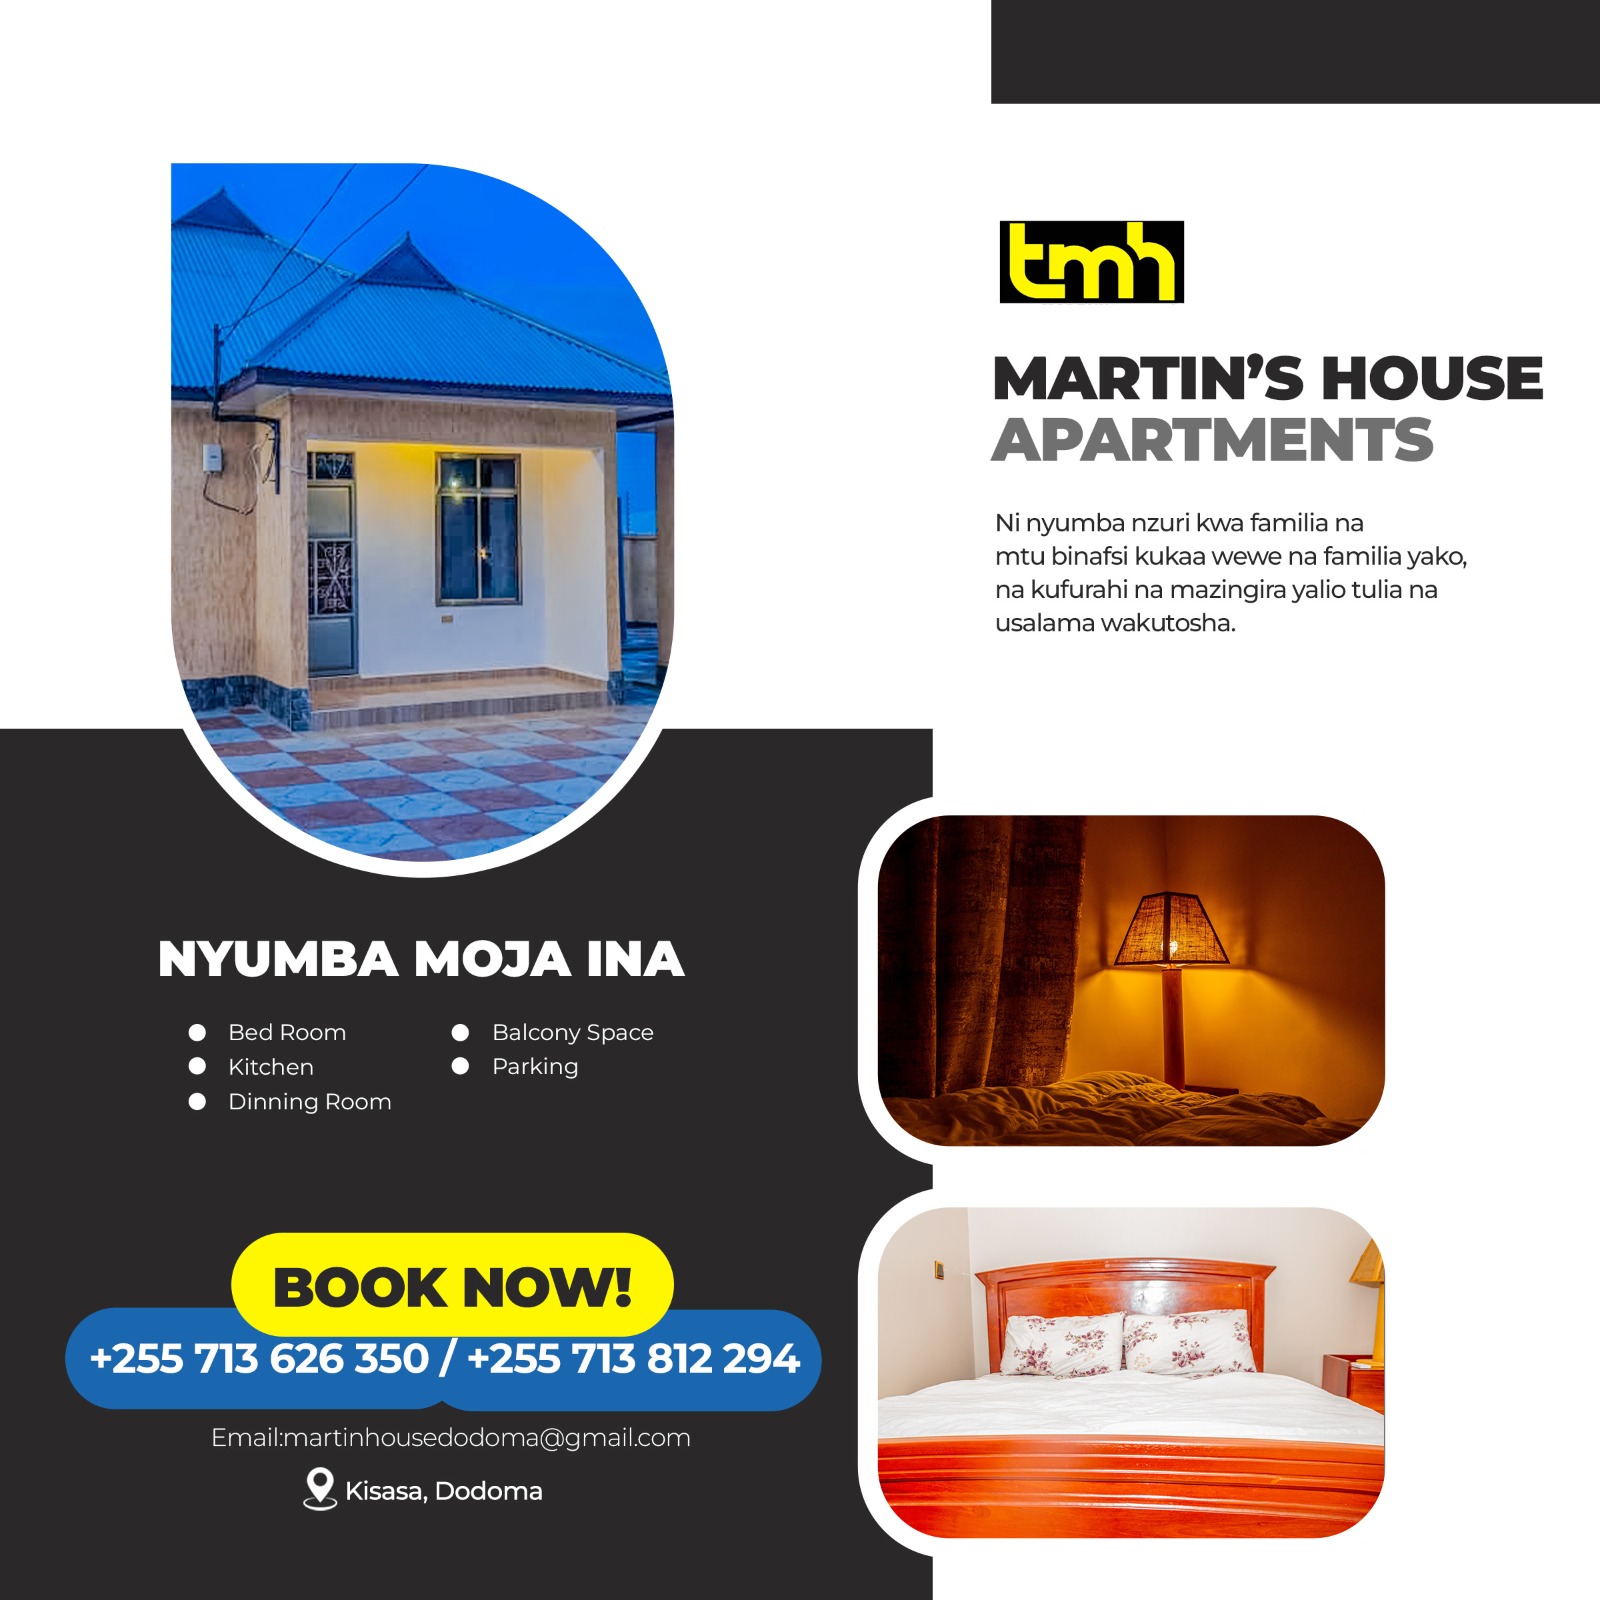 tmh
MARTIN'S HOUSE
APARTMENTS
Ni nyumba nzuri kwa familia na
mtu binafsi kukaa wewe na familia yako,
na kufurahi na mazingira yalio tulia na
usalama wakutosha.
NYUMBA MOJA INA
Bed Room
Kitchen
Dinning Room
Balcony Space
Parking
BOOK NOW!
+255 713 626 350 / +255 713 812 294
Email:martinhousedodoma@gmail.com
Kisasa, Dodoma